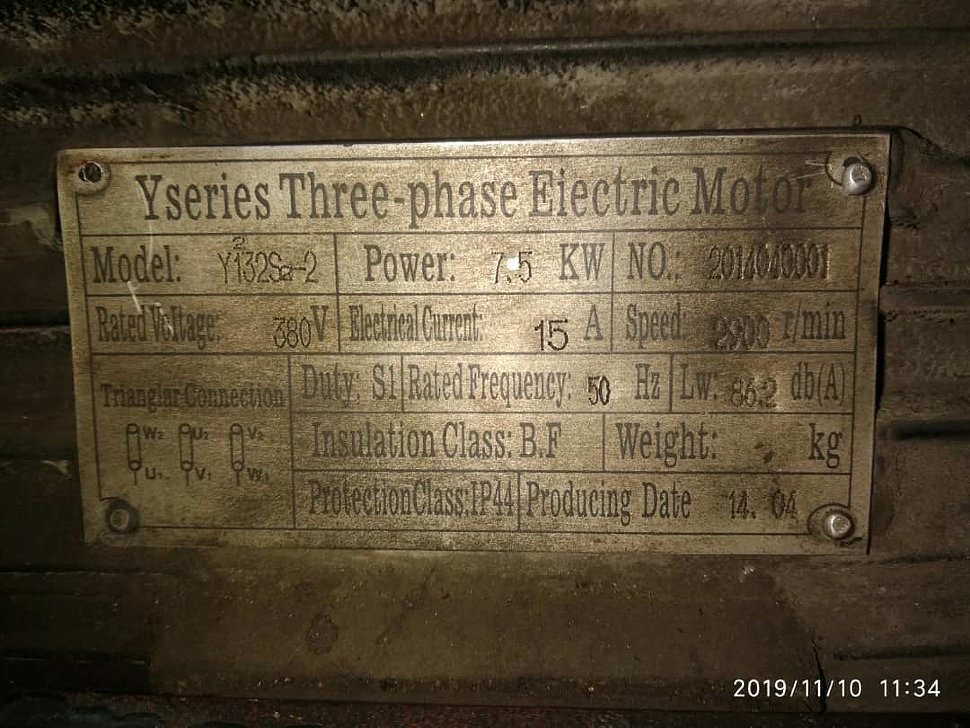 Yseries Three-phase Eiectric Motor
Model: Y132S2-2 Power: 7.5 KW NO.: 2014040001
Rated Voltage: 380V Electrical Current: 15 A Speed: 2900 r/min
Trianglar Connection Duty: S1 Rated Frequency: 50 Hz Lw: 86.2 db(A)
W2 U2 V2 Insulation Class: B.F Weight: kg
U1 V1 W1 ProtectionClass:IP44 Producing Date 14. 04
2019/11/10 11:34